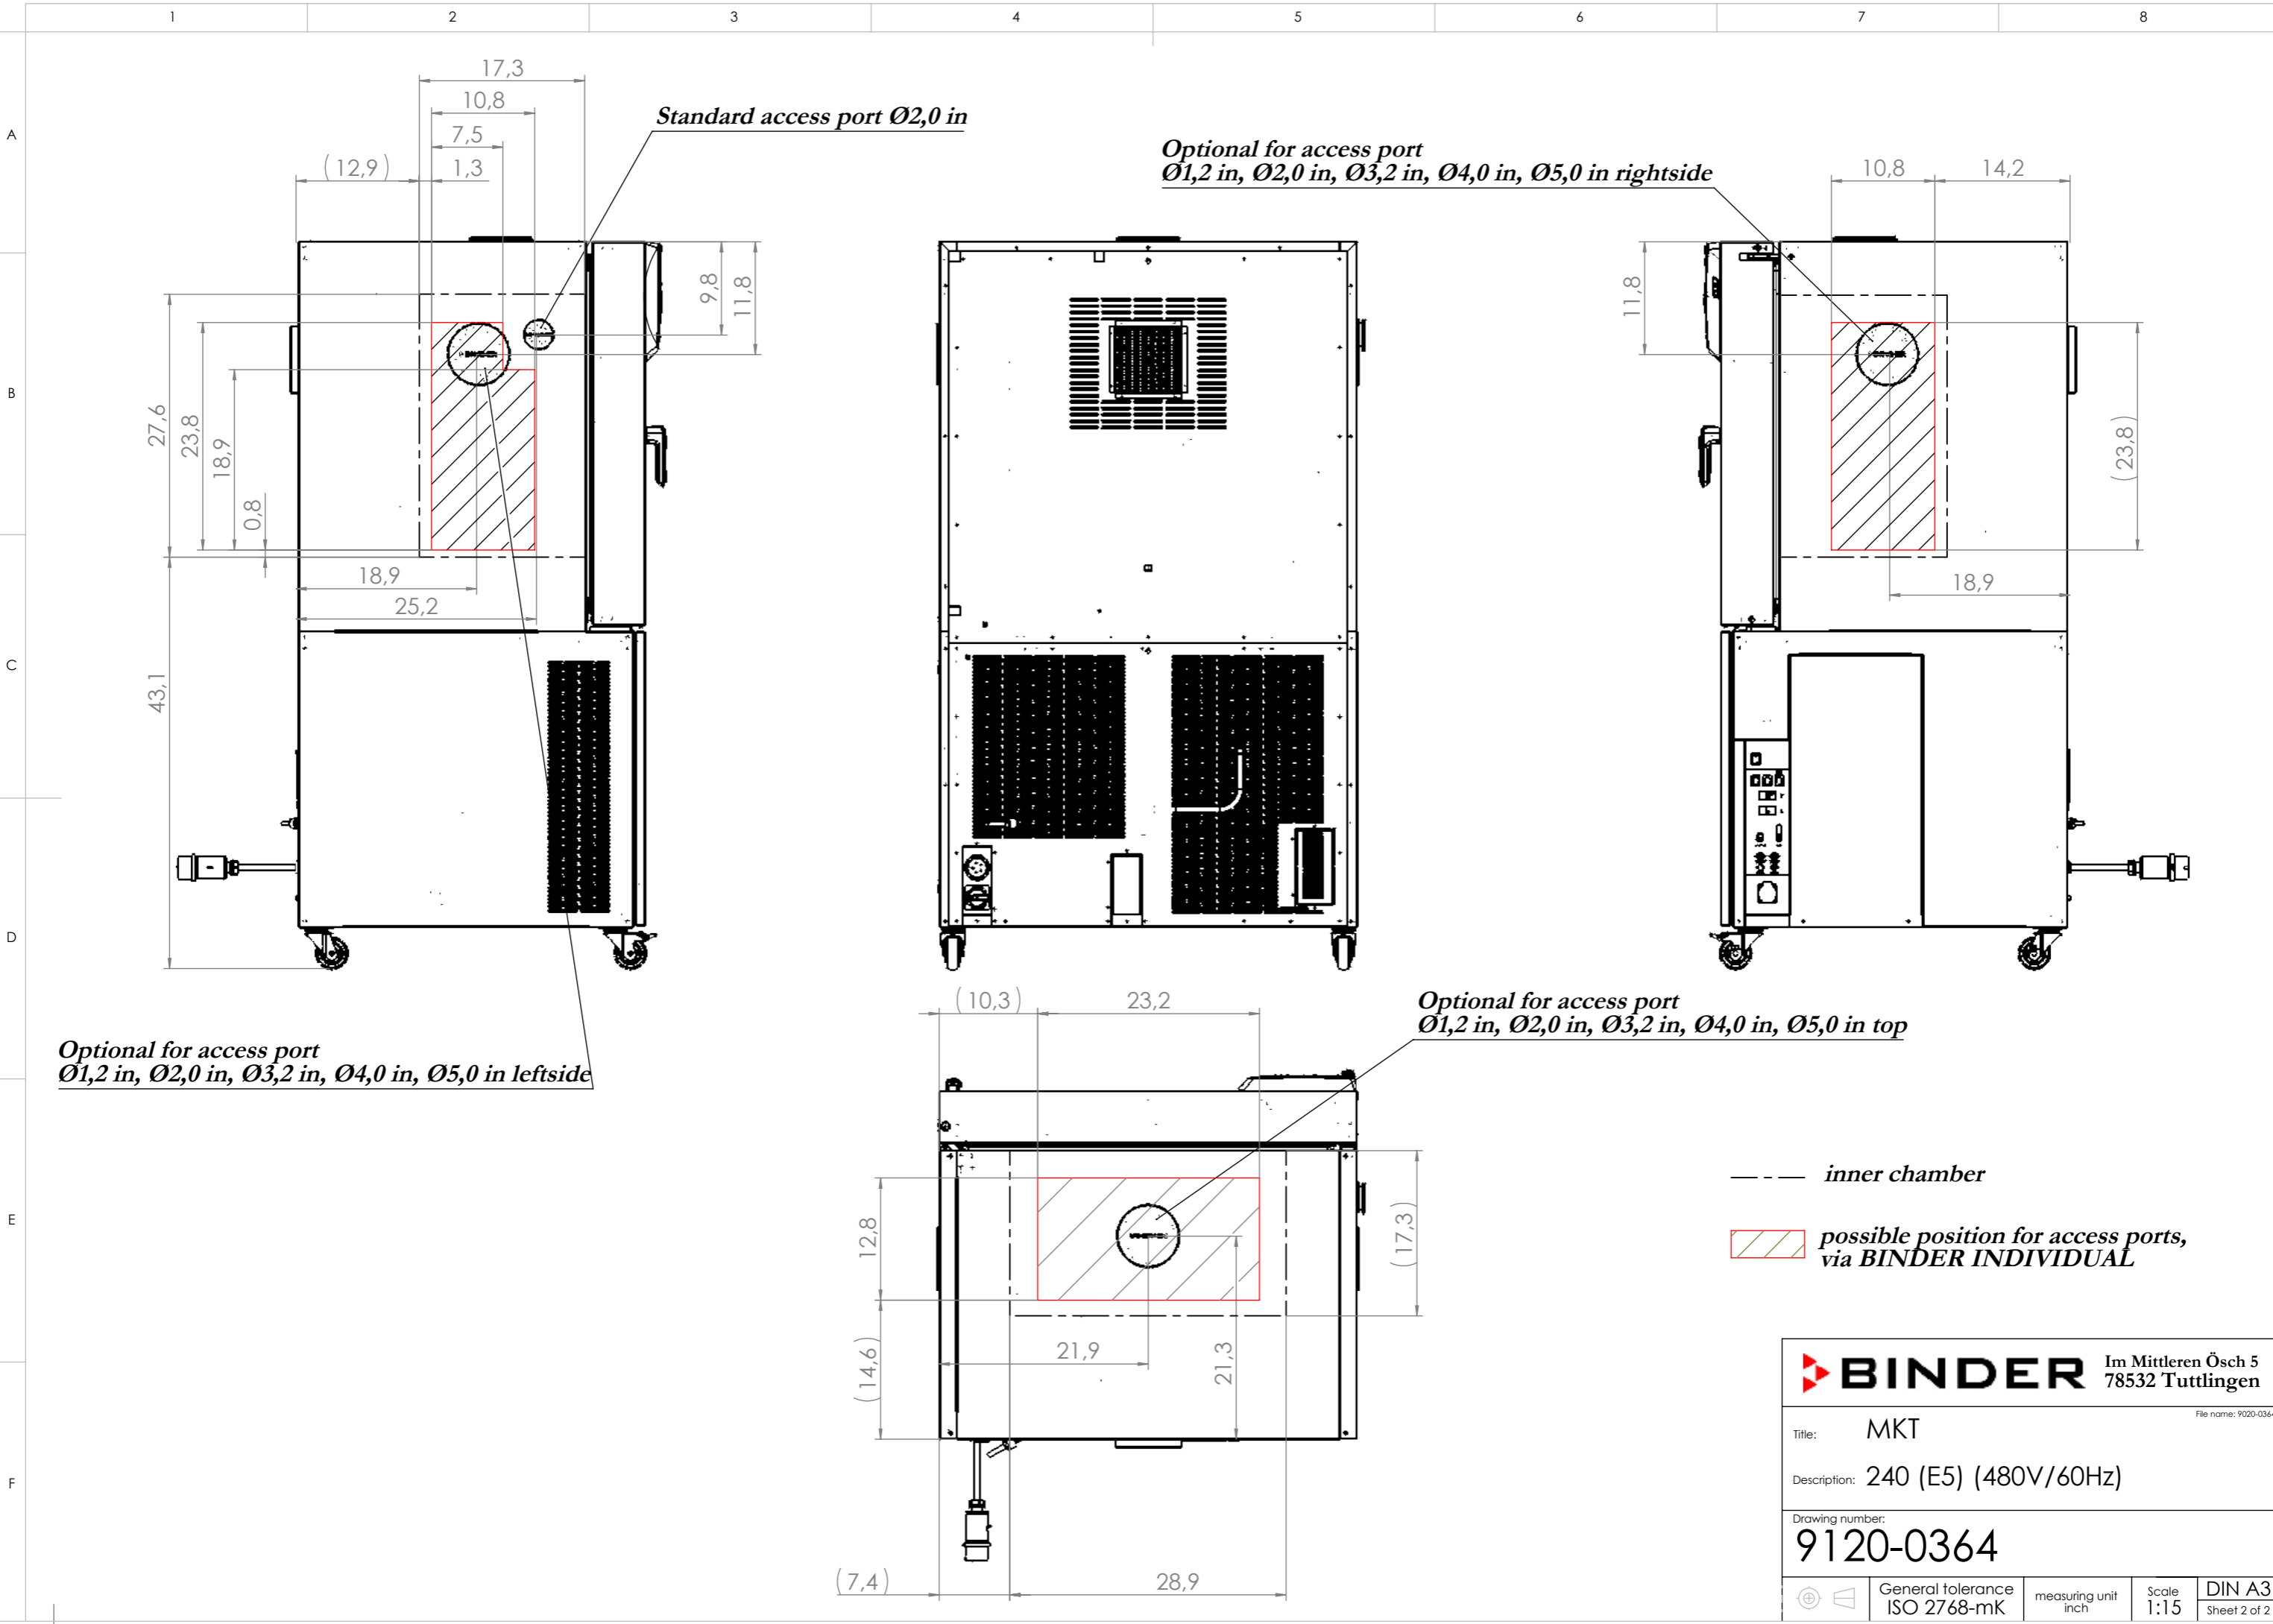 1 2 3 4 5 6 7 8
A
B
C
D
E
F
17,3
10,8
7,5
(12,9) 1,3
Standard access port Ø2,0 in
9,8
11,8
27,6
23,8
18,9
0,8
18,9
25,2
43,1
BINDER
Optional for access port
Ø1,2 in, Ø2,0 in, Ø3,2 in, Ø4,0 in, Ø5,0 in leftside
Optional for access port
Ø1,2 in, Ø2,0 in, Ø3,2 in, Ø4,0 in, Ø5,0 in rightside
10,8 14,2
11,8
(23,8)
18,9
(10,3) 23,2
Optional for access port
Ø1,2 in, Ø2,0 in, Ø3,2 in, Ø4,0 in, Ø5,0 in top
12,8
(14,6)
(17,3)
21,9
21,3
(7,4) 28,9
inner chamber
possible position for access ports,
via BINDER INDIVIDUAL
BINDER
Im Mittleren Ösch 5
78532 Tuttlingen
File name: 9020-0364
Title: MKT
Description: 240 (E5) (480V/60Hz)
Drawing number:
9120-0364
General tolerance
ISO 2768-mK
measuring unit
inch
Scale
1:15
DIN A3
Sheet 2 of 2